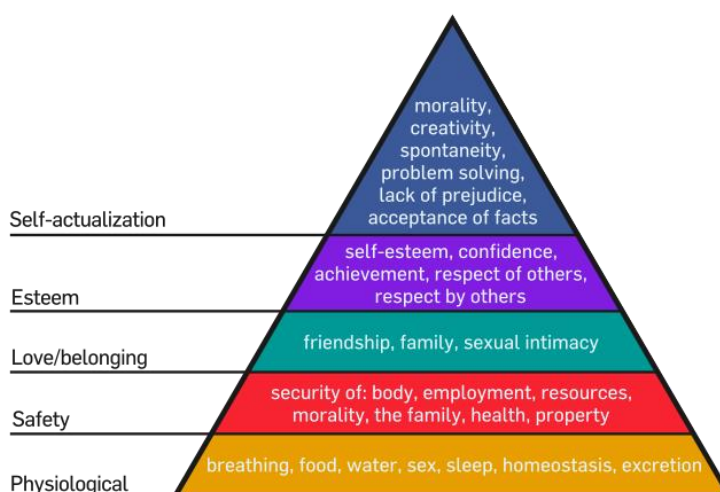 morality,
creativity,
spontaneity,
problem solving,
lack of prejudice,
acceptance of facts
Self-actualization
self-esteem, confidence,
achievement, respect of others,
respect by others
Esteem
friendship, family, sexual intimacy
Love/belonging
security of: body, employment, resources,
morality, the family, health, property
Safety
breathing, food, water, sex, sleep, homeostasis, excretion
Physiological